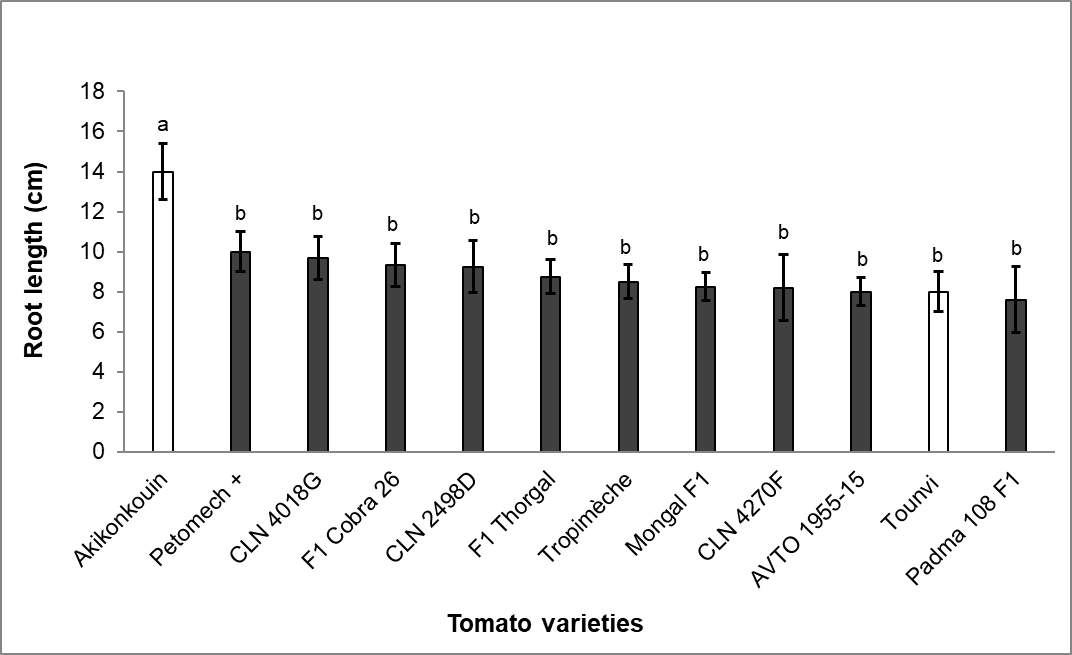 18
16
14
12
10
8
6
4
2
0
Root length (cm)
a
b
b
b
b
b
b
b
b
b
b
b
Akikonkouin
Petomech +
CLN 4018G
F1 Cobra 26
CLN 2498D
F1 Thorgal
Tropimèche
Mongal F1
CLN 4270F
AVTO 1955-15
Tounvi
Padma 108 F1
Tomato varieties